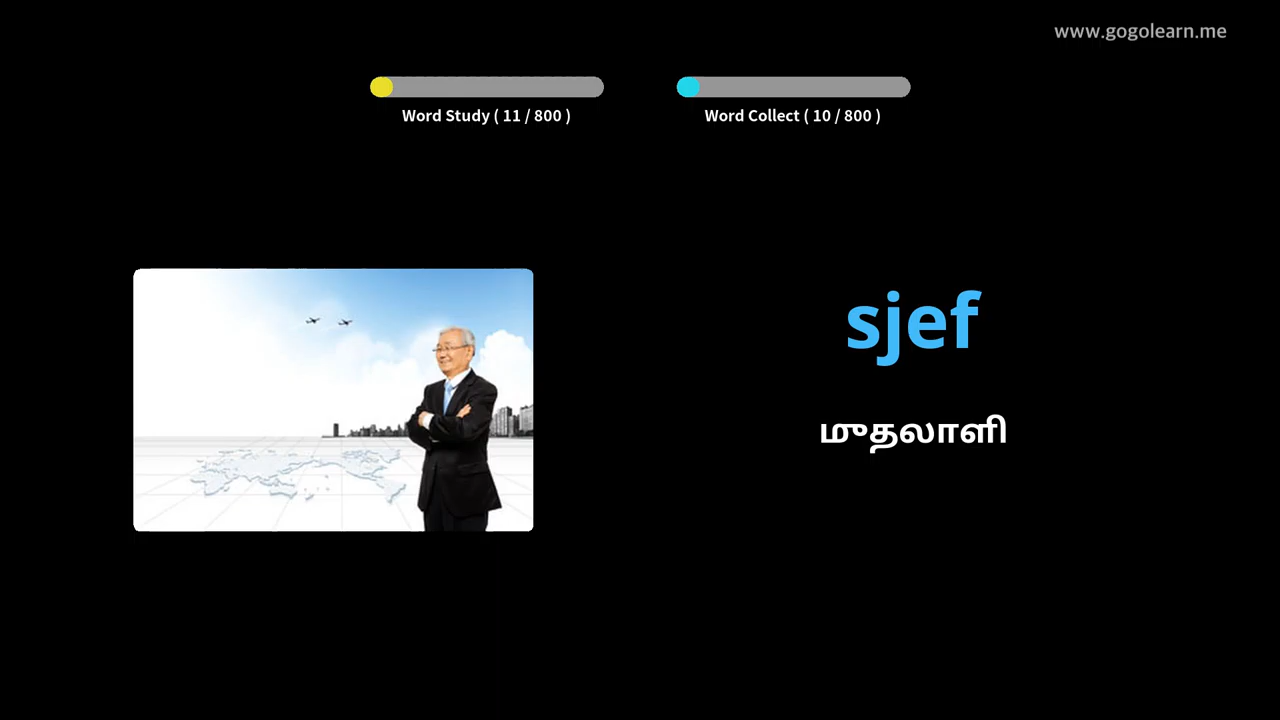 www.gogolearn.me
Word Study ( 11 / 800 )
Word Collect ( 10 / 800 )
sjef
முதலாளி